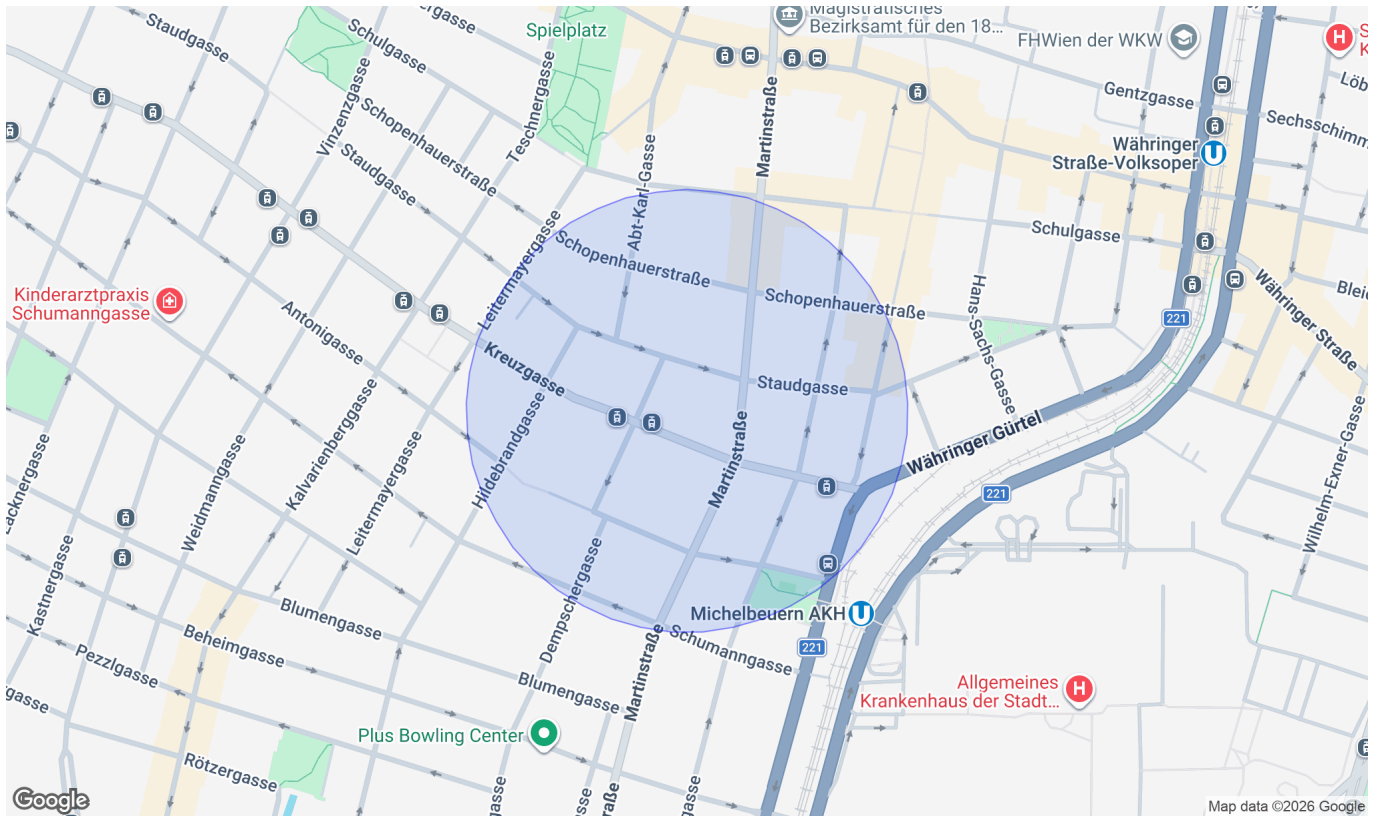 Magistratisches
Bezirksamt für den 18...
Spielplatz
FHWien der WKW
Staudgasse
Schulgasse
Gentzgasse
Vinzenzgasse
Schopenhauerstraße
Teschnergasse
Martinstraße
Sechsschimm
Währinger
Straße-Volksoper
Staudgasse
Abt-Karl-Gasse
Schulgasse
Leitermayergasse
Schopenhauerstraße
Schopenhauerstraße
Hans-Sachs-Gasse
Währinger Straße
Kinderarztpraxis
Schumanngasse
Antonigasse
221
Kreuzgasse
Staudgasse
Kalvarienberggasse
Hildebrandgasse
Martinstraße
Währinger Gürtel
Weidmanngasse
Leitermayergasse
221
Wilhelm-Exner-Gasse
Kastnergasse
Dempschergasse
Michelbeuern AKH
Blumengasse
Beheimgasse
Schumanngasse
221
Pezzlgasse
Blumengasse
Martinstraße
Allgemeines
Krankenhaus der Stadt...
Plus Bowling Center
Rötzergasse
Google
Map data ©2026 Google